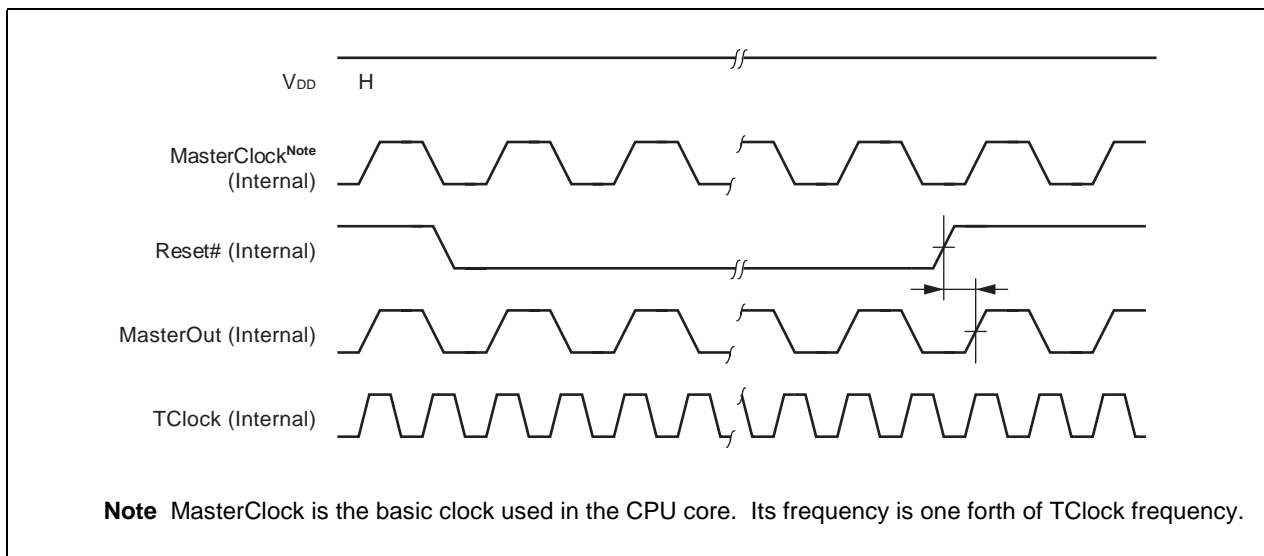 VDD H
MasterClockNote
(Internal)
Reset# (Internal)
MasterOut (Internal)
TClock (Internal)
Note MasterClock is the basic clock used in the CPU core. Its frequency is one forth of TClock frequency.